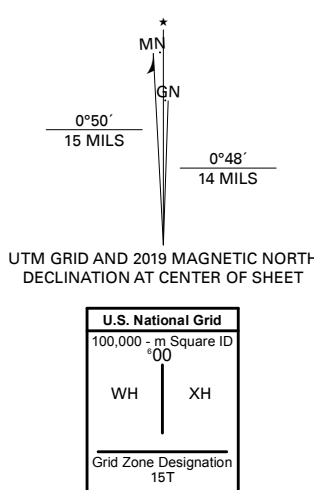 MN
GN
0°50´
15 MILS
0°48´
14 MILS
UTM GRID AND 2019 MAGNETIC NORTH
DECLINATION AT CENTER OF SHEET
U.S. National Grid
100,000 - m Square ID
⁶00
WH XH
Grid Zone Designation
15T